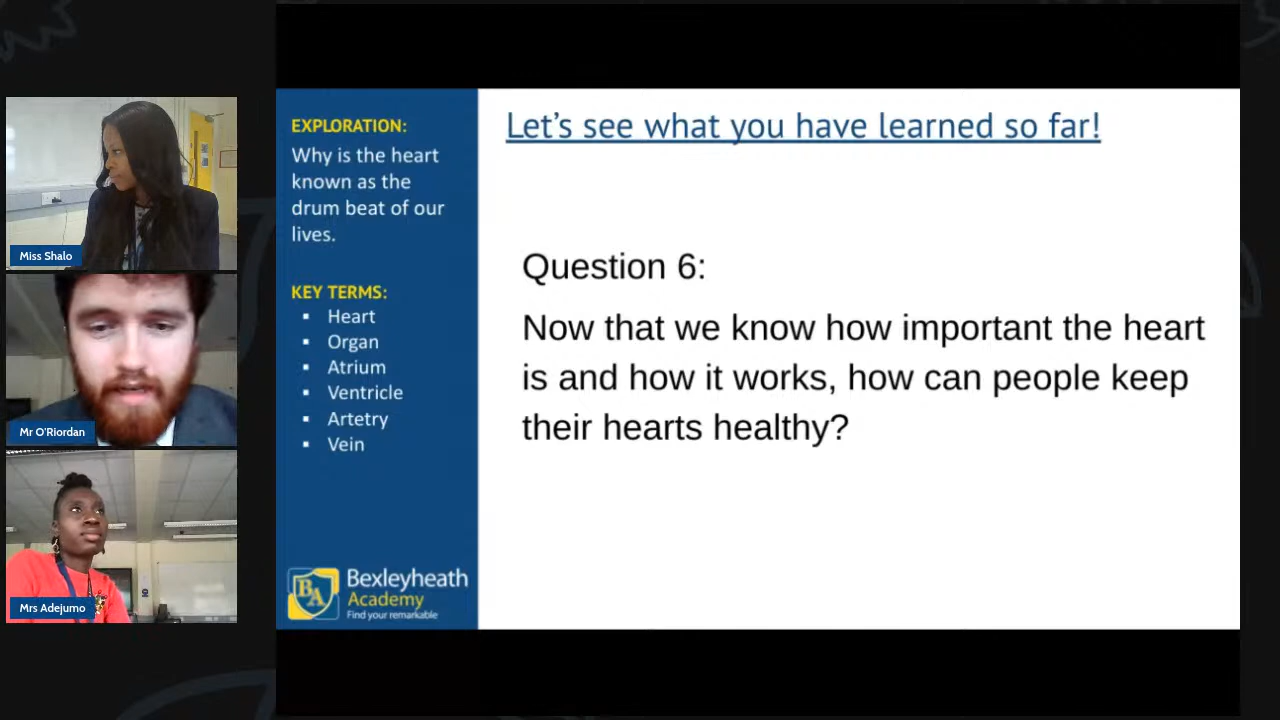 Miss Shalo
Mr O'Riordan
Mrs Adejumo
EXPLORATION:
Why is the heart
known as the
drum beat of our
lives.
KEY TERMS:
▪ Heart
▪ Organ
▪ Atrium
▪ Ventricle
▪ Artetry
▪ Vein
BA
Bexleyheath
Academy
Find your remarkable
Let's see what you have learned so far!
Question 6:
Now that we know how important the heart
is and how it works, how can people keep
their hearts healthy?